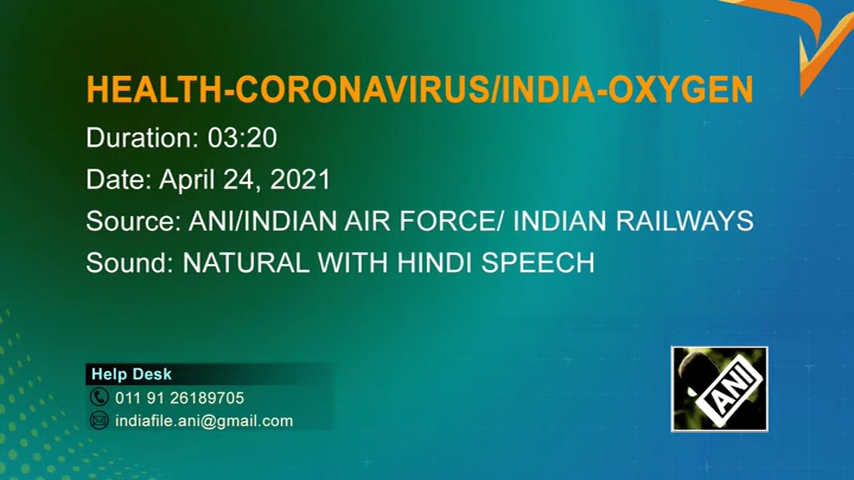 HEALTH-CORONAVIRUS/INDIA-OXYGEN
Duration: 03:20
Date: April 24, 2021
Source: ANI/INDIAN AIR FORCE/ INDIAN RAILWAYS
Sound: NATURAL WITH HINDI SPEECH
Help Desk
011 91 26189705
indiafile.ani@gmail.com
ANI